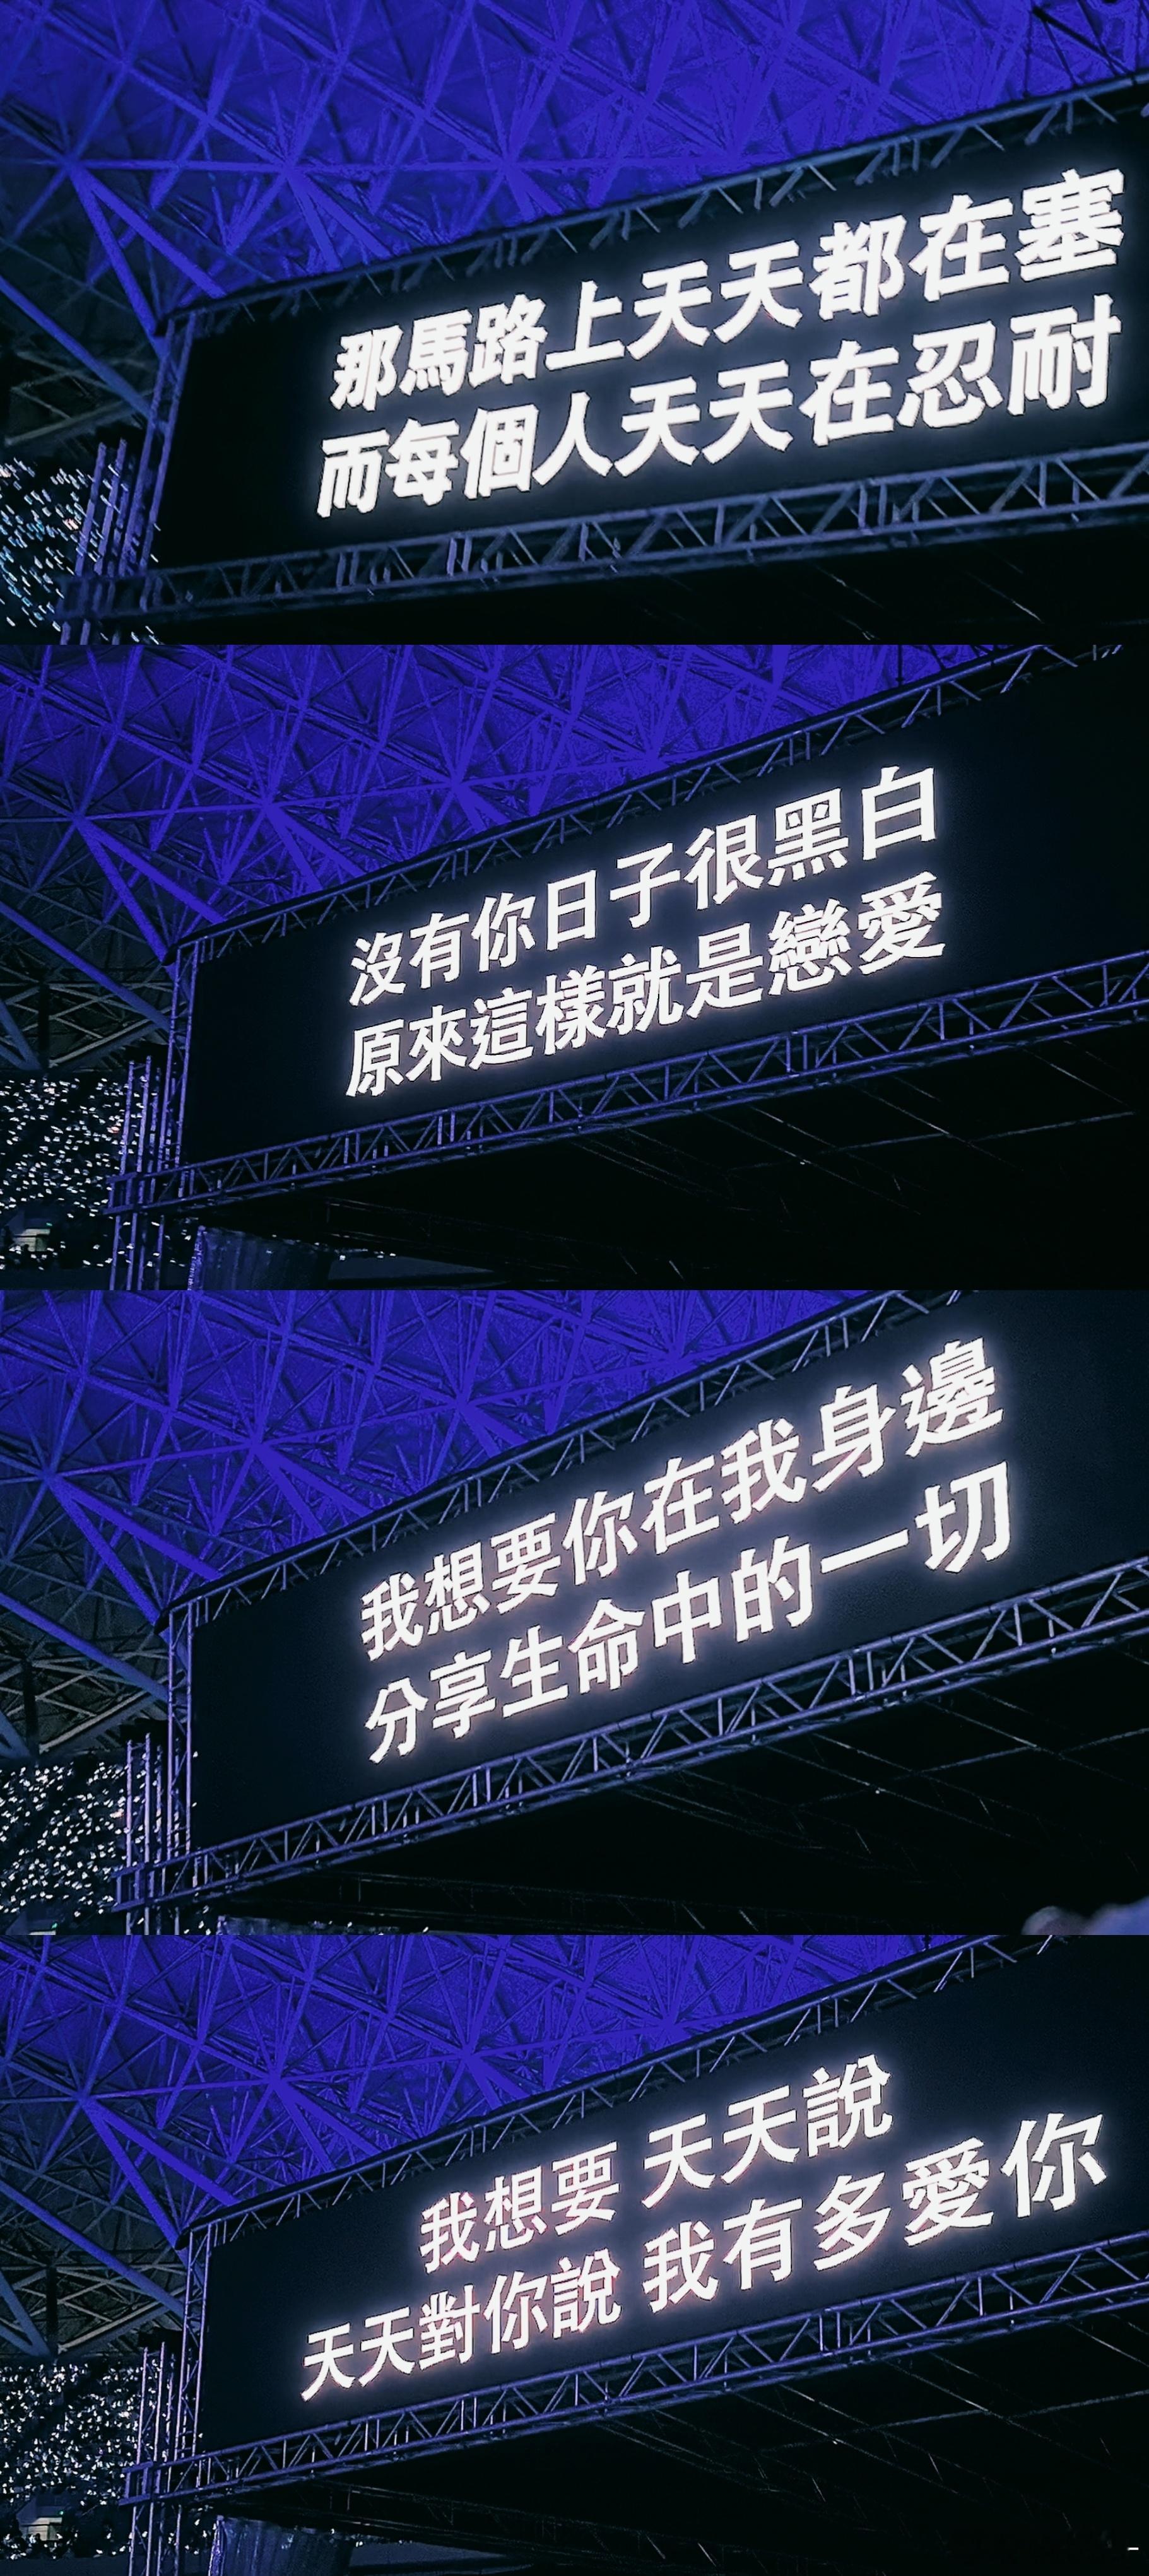 那馬路上天天都在塞
而每個人天天在忍耐
沒有你日子很黑白
原來這樣就是戀愛
我想要你在我身邊
分享生命中的一切
我想要 天天說
天天對你說 我有多愛你